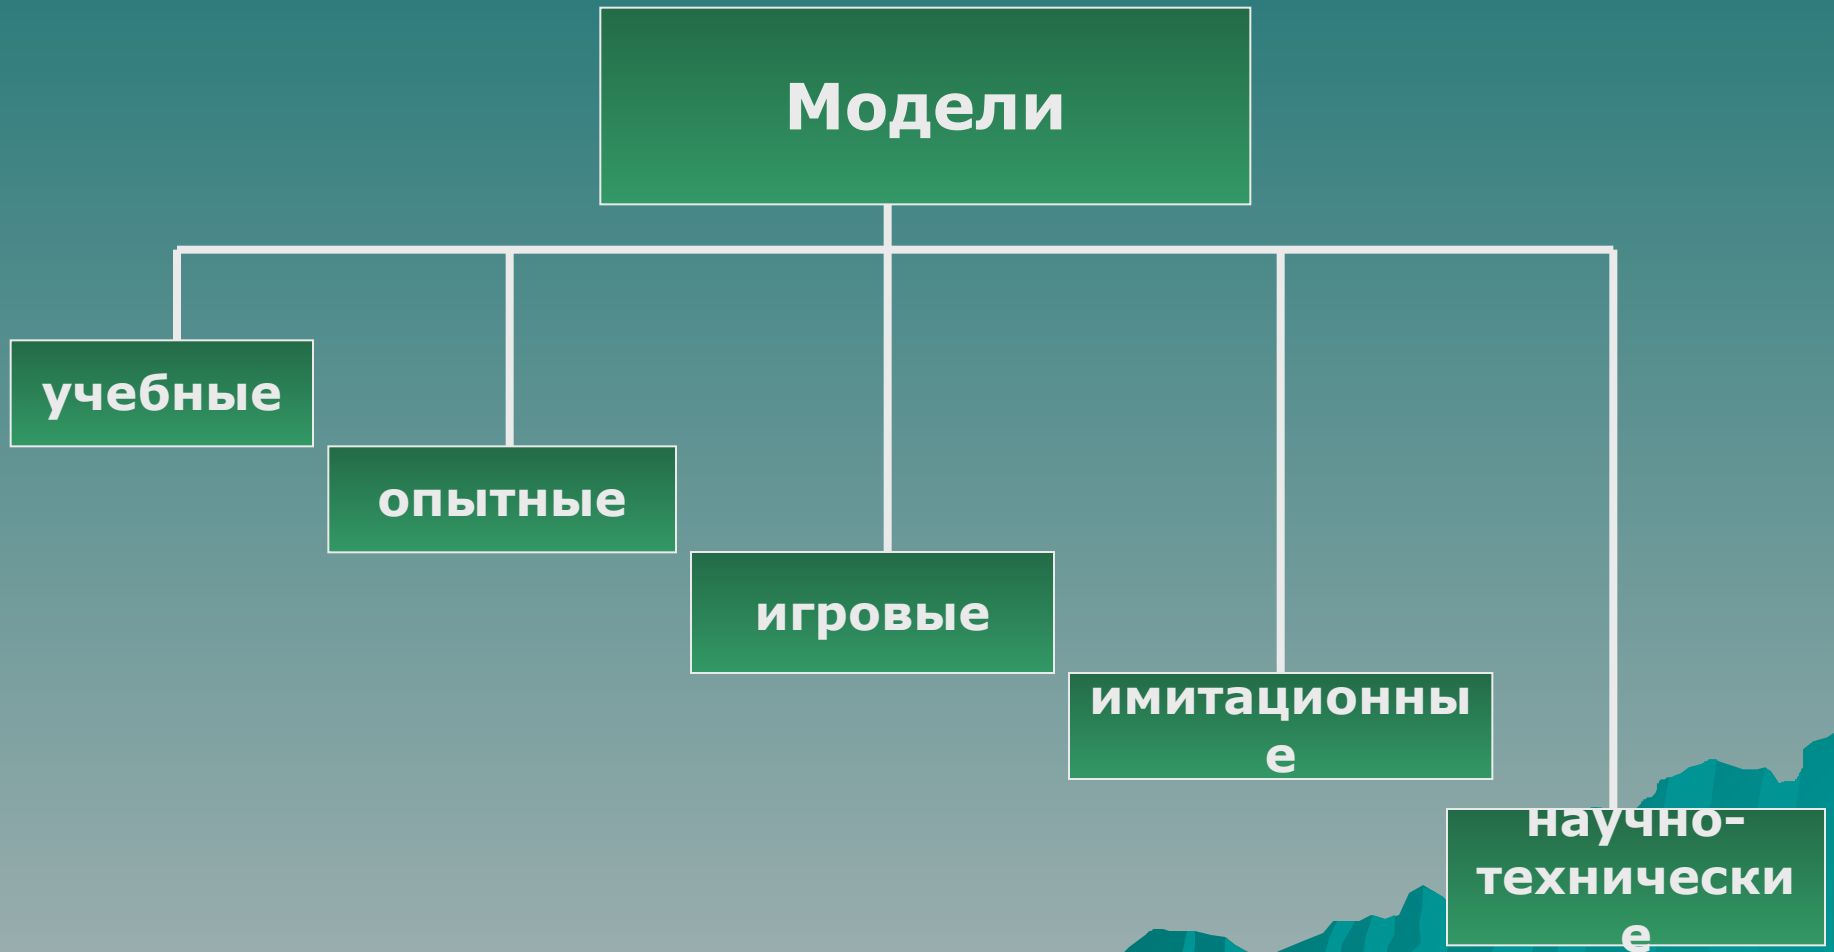 Модели
учебные
опытные
игровые
имитационны
е
научно-
технически
е